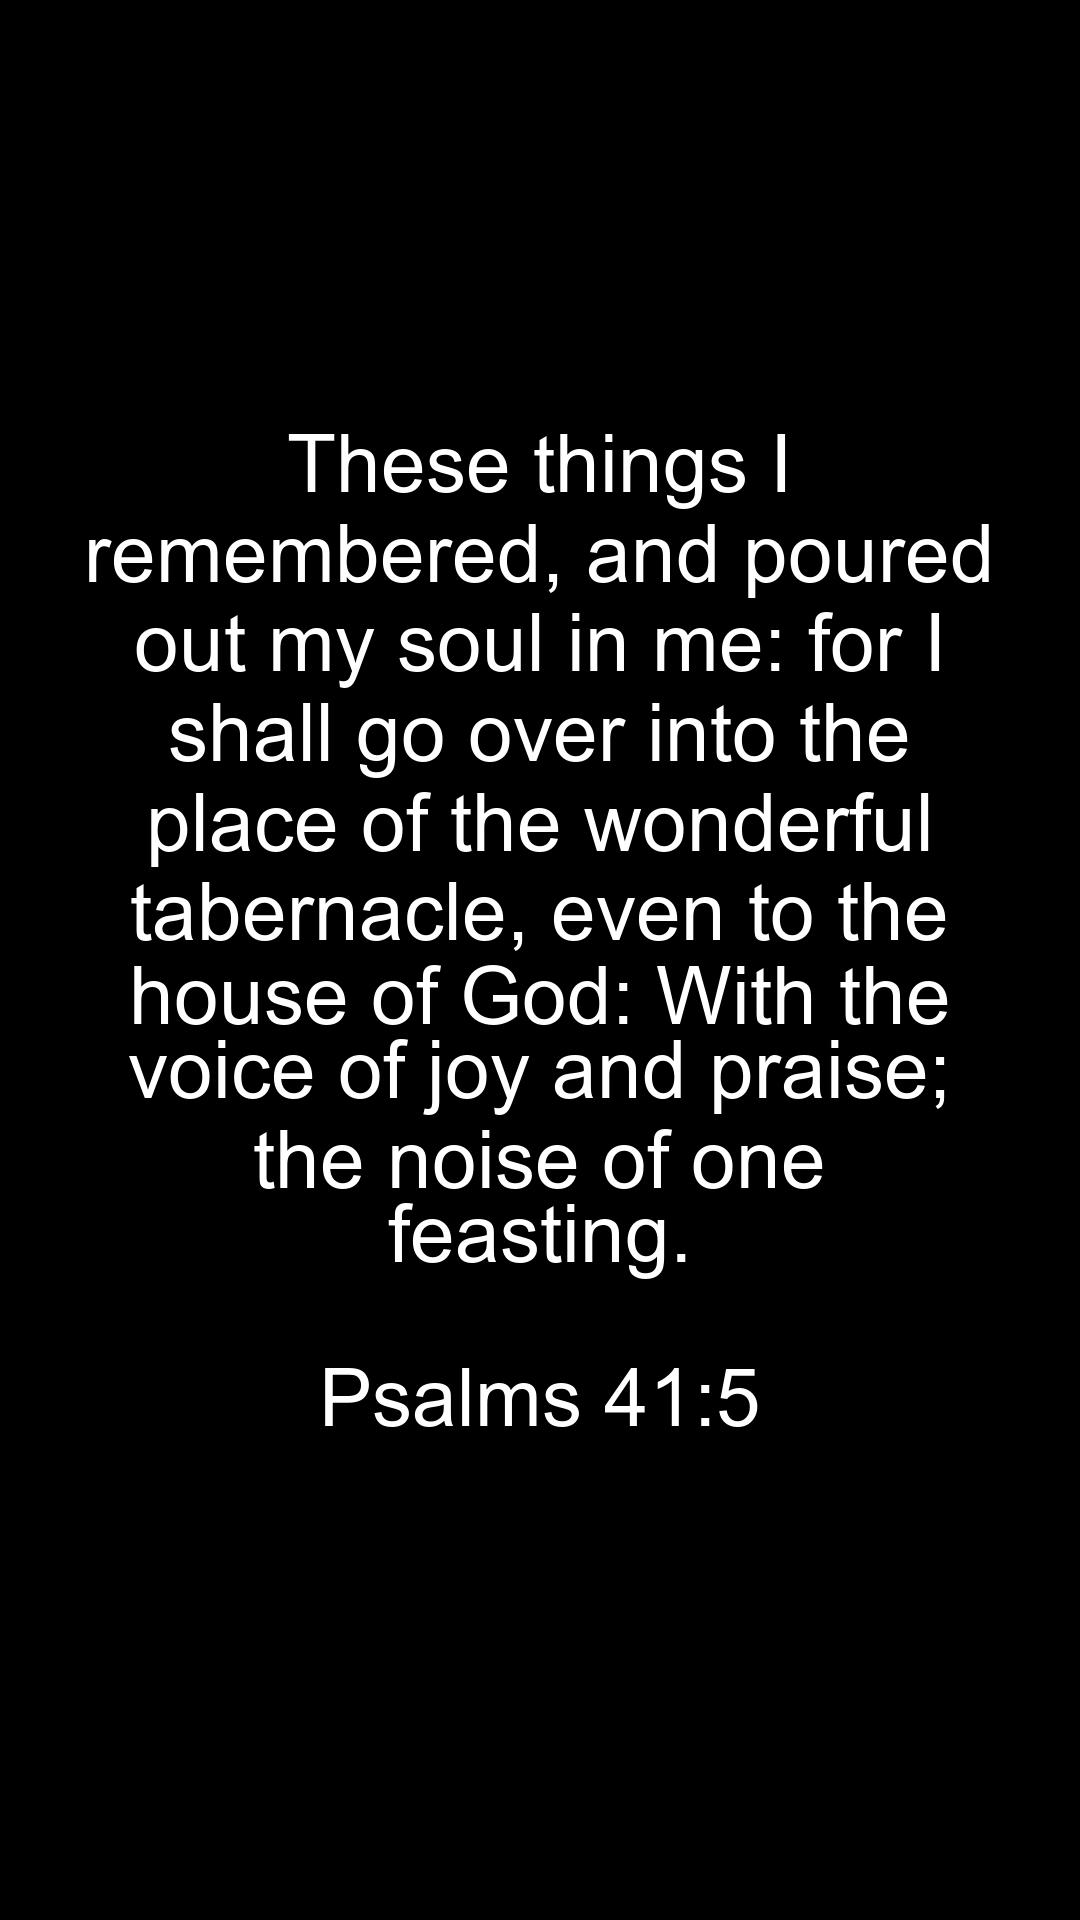 These things I
remembered, and poured
out my soul in me: for I
shall go over into the
place of the wonderful
tabernacle, even to the
house of God: With the
voice of joy and praise;
the noise of one
feasting.
Psalms 41:5